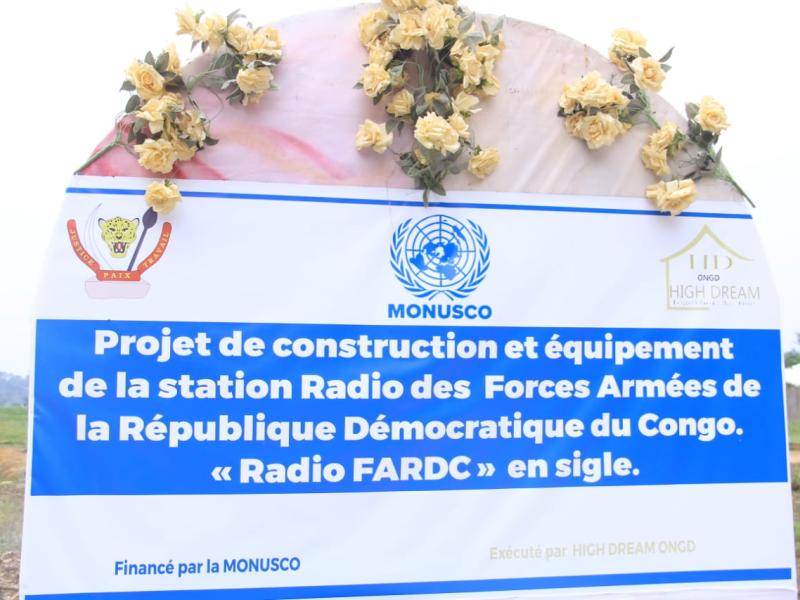 JUSTICE PAIX TRAVAIL
MONUSCO
HD
ONGD
HIGH DREAM
Projet de construction et équipement
de la station Radio des Forces Armées de
la République Démocratique du Congo.
« Radio FARDC » en sigle.
Financé par la MONUSCO
Exécuté par HIGH DREAM ONGD